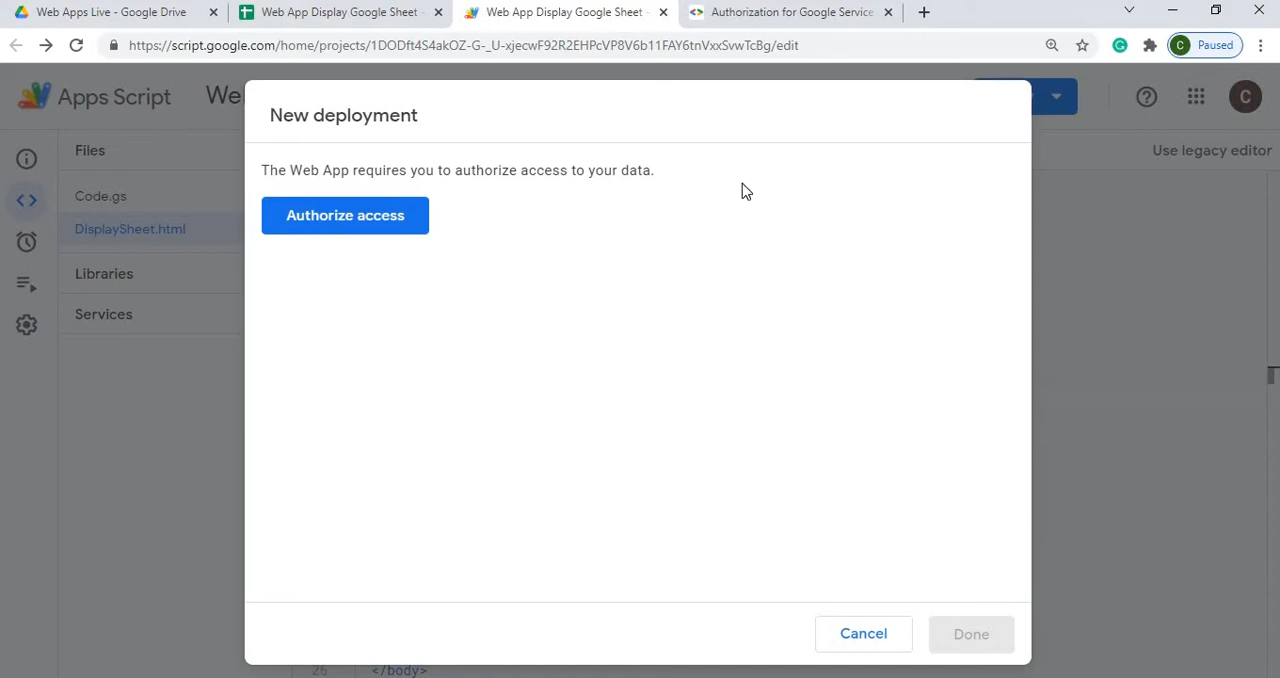 Web Apps Live - Google Drive
Web App Display Google Sheet -
Web App Display Google Sheet -
Authorization for Google Service
https://script.google.com/home/projects/1DODft4S4akOZ-G-_U-xjecwF92R2EHPcVP8V6b11FAY6tnVxxSvwTcBg/edit
C Paused
Apps Script
We
C
New deployment
Files
Use legacy editor
The Web App requires you to authorize access to your data.
Code.gs
Authorize access
DisplaySheet.html
Libraries
Services
Cancel
Done
26 </body>